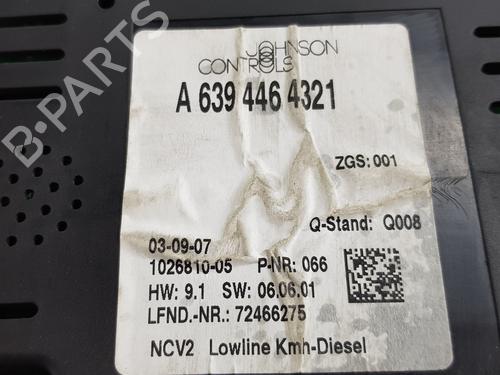 JOHNSON
CONTROLS
A 639 446 4321
ZGS: 001
Q-Stand: Q008
03-09-07
1026810-05 P-NR: 066
HW: 9.1 SW: 06.06.01
LFND.-NR.: 72466275
NCV2 Lowline Kmh-Diesel
B-PARTS